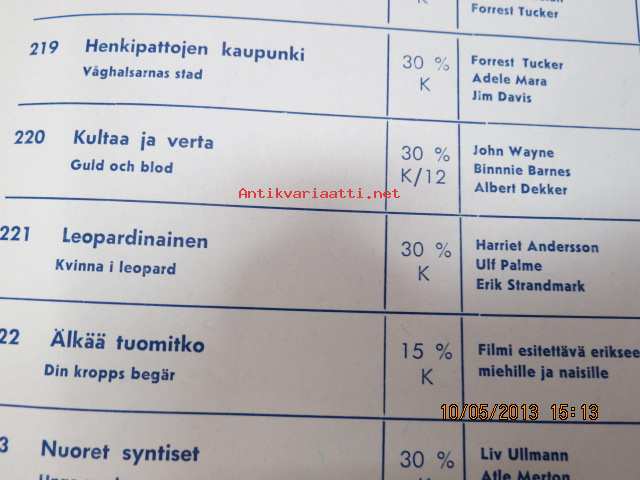 K
Forrest Tucker
219 Henkipattojen kaupunki 30 % Forrest Tucker
Våghalsarnas stad K Adele Mara
Jim Davis
220 Kultaa ja verta 30 % John Wayne
Guld och blod K/12 Binnnie Barnes
Antikvariaatti.net
Albert Dekker
221 Leopardinainen 30 % Harriet Andersson
Kvinna i leopard K Ulf Palme
Erik Strandmark
22 Älkää tuomitko 15 % Filmi esitettävä erikseen
Din kropps begär K miehille ja naisille
10/05/2013 15:13
3 Nuoret syntiset 30 % Liv Ullmann
K Atle Merton